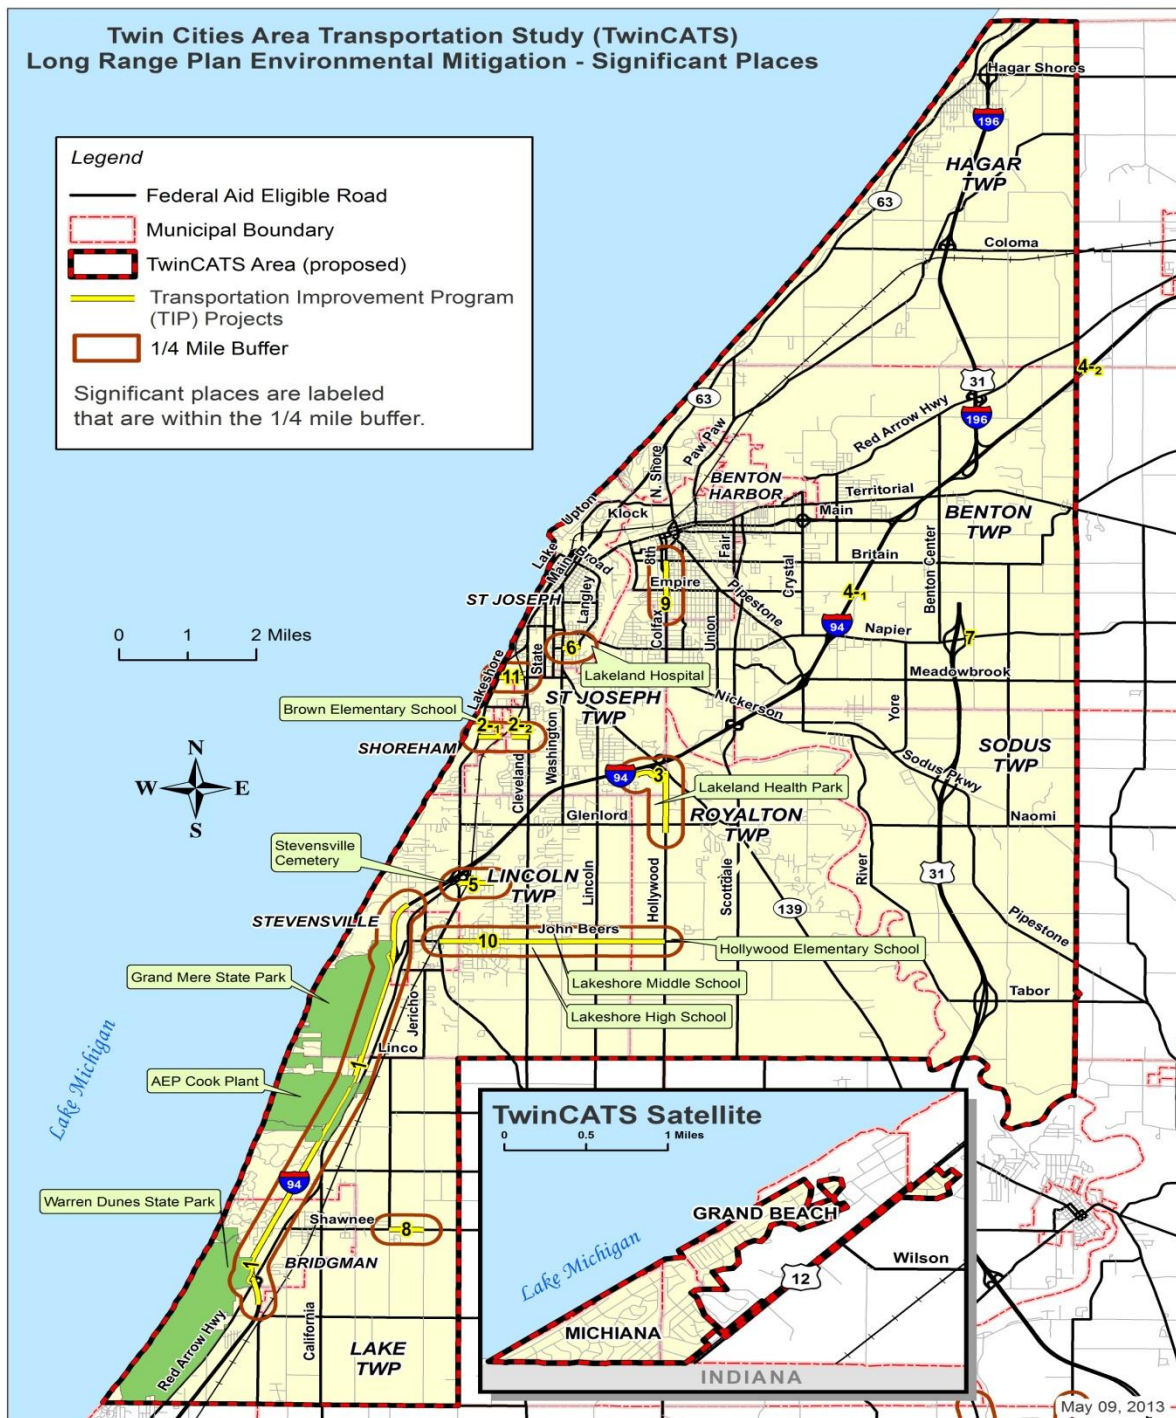 Twin Cities Area Transportation Study (TwinCATS)
Long Range Plan Environmental Mitigation - Significant Places
Legend
Federal Aid Eligible Road
Municipal Boundary
TwinCATS Area (proposed)
Transportation Improvement Program
(TIP) Projects
1/4 Mile Buffer
Significant places are labeled
that are within the 1/4 mile buffer.
Hagar Shores
196
HAGAR
TWP
63
Coloma
4-2
31
196
63
Red Arrow Hwy
Paw Paw
N. Shore
BENTON
HARBOR
Territorial
Upton
Klock
Main
BENTON
TWP
Lake
Main
Broad
8th
Fair
Britain
Benton Center
Crystal
Empire
Pipestone
4-1
ST JOSEPH
Langley
9
Colfax
Union
94
Napier
7
0 1 2 Miles
State
6
Lakeland Hospital
Meadowbrook
11
Lakeshore
Brown Elementary School
ST JOSEPH
TWP
Nickerson
Yore
2-1
2-2
SHOREHAM
Washington
Sodus Pkwy
SODUS
TWP
N
W
E
S
Cleveland
94
3
Lakeland Health Park
Glenlord
ROYALTON
TWP
Naomi
Stevensville
Cemetery
5
LINCOLN
TWP
Lincoln
Hollywood
Scottdale
River
31
STEVENSVILLE
139
Pipestone
10
John Beers
Hollywood Elementary School
Grand Mere State Park
Lakeshore Middle School
Jericho
Tabor
Lakeshore High School
Lake Michigan
Linco
1
AEP Cook Plant
94
Warren Dunes State Park
Shawnee
8
1
BRIDGMAN
California
Red Arrow Hwy
LAKE
TWP
TwinCATS Satellite
0 0.5 1 Miles
GRAND BEACH
Lake Michigan
Wilson
12
MICHIANA
INDIANA
May 09, 2013